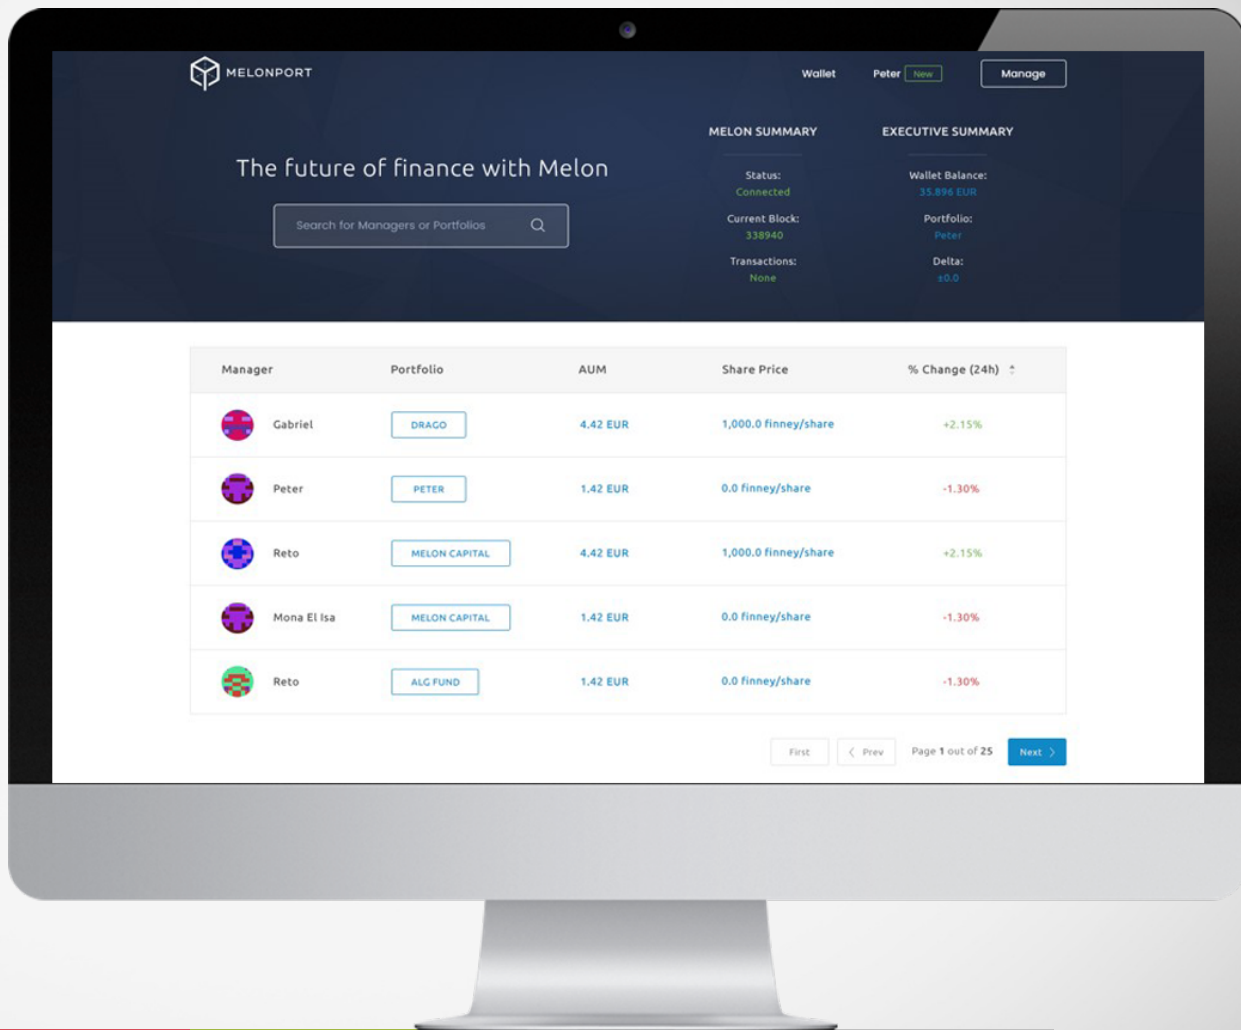 MELONPORT
Wallet Peter New Manage
The future of finance with Melon
Search for Managers or Portfolios
MELON SUMMARY
Status:
Connected
Current Block:
338940
Transactions:
None
EXECUTIVE SUMMARY
Wallet Balance:
35.896 EUR
Portfolio:
Peter
Delta:
±0.0
Manager Portfolio AUM Share Price % Change (24h)
Gabriel DRAGO 4.42 EUR 1,000.0 finney/share +2.15%
Peter PETER 1.42 EUR 0.0 finney/share -1.30%
Reto MELON CAPITAL 4.42 EUR 1,000.0 finney/share +2.15%
Mona El Isa MELON CAPITAL 1.42 EUR 0.0 finney/share -1.30%
Reto ALG FUND 1.42 EUR 0.0 finney/share -1.30%
First Prev Page 1 out of 25 Next